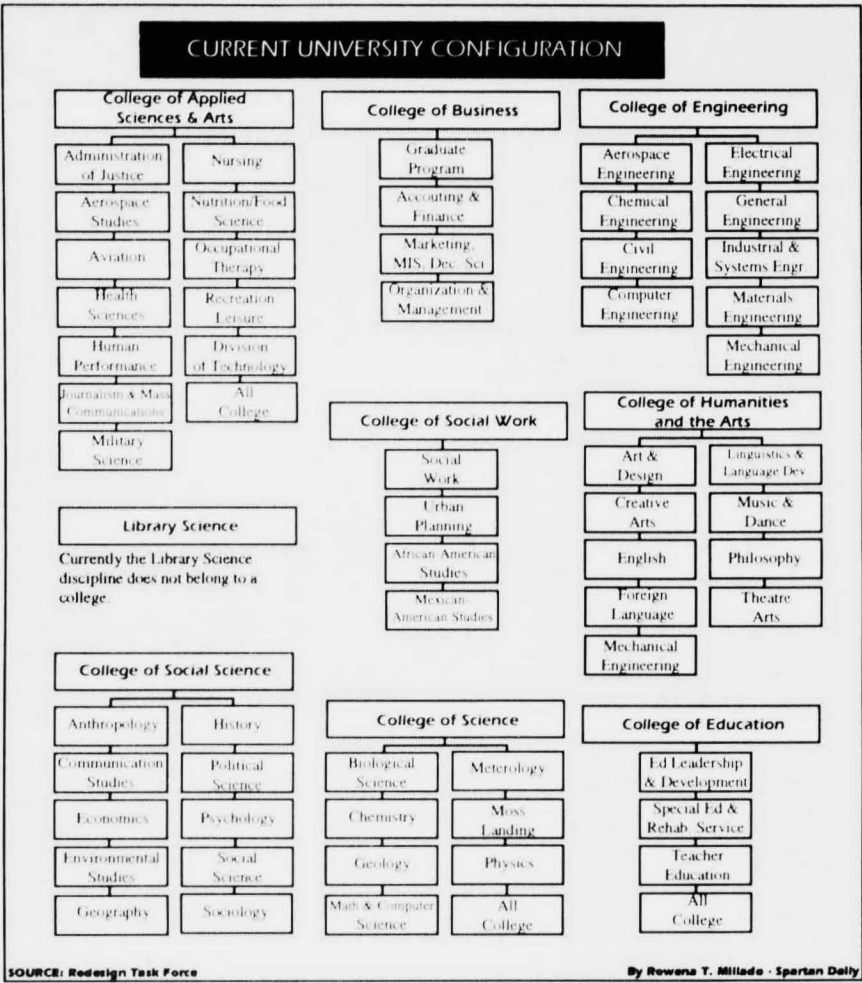 CURRENT UNIVERSITY CONFIGURATION
College of Applied
Sciences & Arts
Administration
of Justice
Aerospace
Studies
Aviation
Health
Sciences
Human
Performance
Journalism & Mass
Communications
Military
Science
Nursing
Nutrition/Food
Science
Occupational
Therapy
Recreation
Leisure
Division
of Technology
All
College
College of Business
Graduate
Program
Accouting &
Finance
Marketing,
MIS, Dec. Sci.
Organization &
Management
College of Engineering
Aerospace
Engineering
Chemical
Engineering
Civil
Engineering
Computer
Engineering
Electrical
Engineering
General
Engineering
Industrial &
Systems Engr.
Materials
Engineering
Mechanical
Engineering
Library Science
Currently the Library Science
discipline does not belong to a
college.
College of Social Work
Social
Work
Urban
Planning
African-American
Studies
Mexican-
American Studies
College of Humanities
and the Arts
Art &
Design
Creative
Arts
English
Foreign
Language
Mechanical
Engineering
Linguistics &
Language Dev.
Music &
Dance
Philosophy
Theatre
Arts
College of Social Science
Anthropology
Communication
Studies
Economics
Environmental
Studies
Geography
History
Political
Science
Psychology
Social
Science
Sociology
College of Science
Biological
Science
Chemistry
Geology
Math & Computer
Science
Meterology
Moss
Landing
Physics
All
College
College of Education
Ed Leadership
& Development
Special Ed &
Rehab. Service
Teacher
Education
All
College
SOURCE: Redesign Task Force
By Rowena T. Millado - Spartan Daily